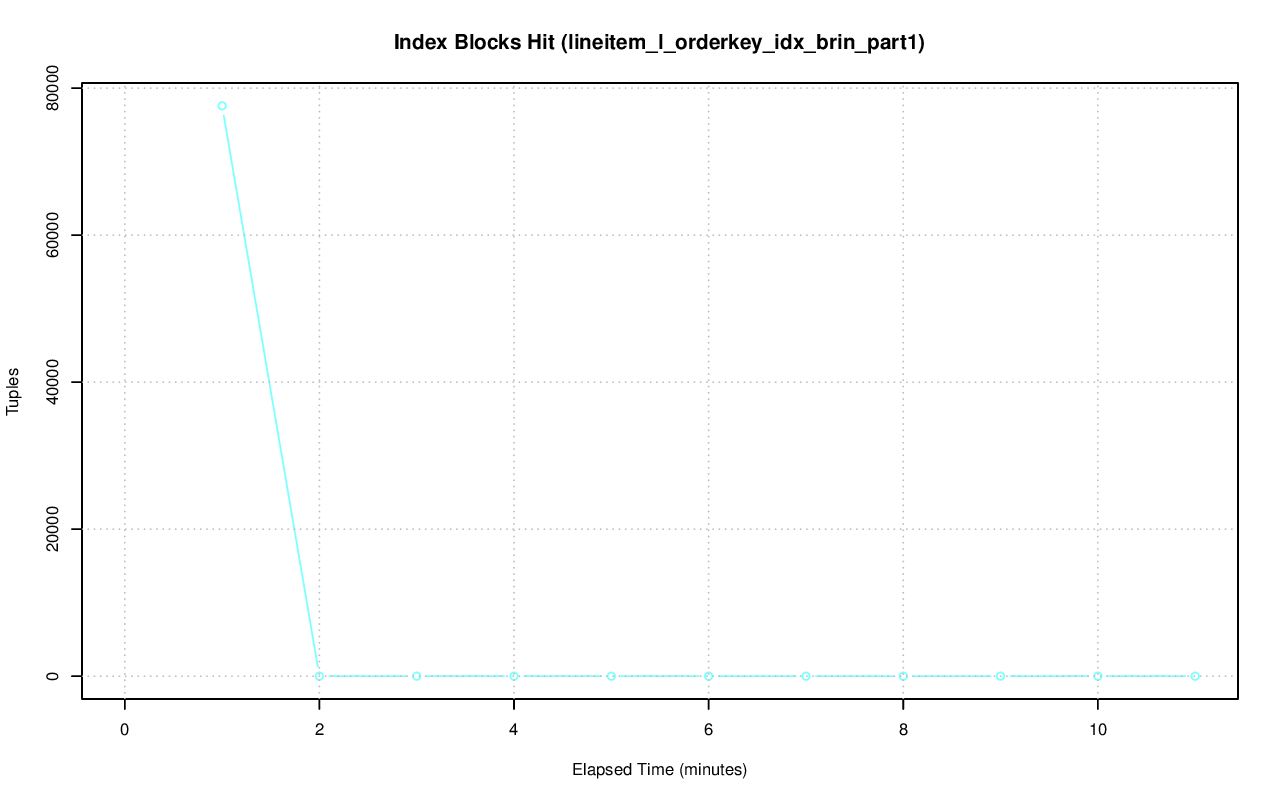 Index Blocks Hit (lineitem_l_orderkey_idx_brin_part1)
Tuples
80000
60000
40000
20000
0
0 2 4 6 8 10
Elapsed Time (minutes)